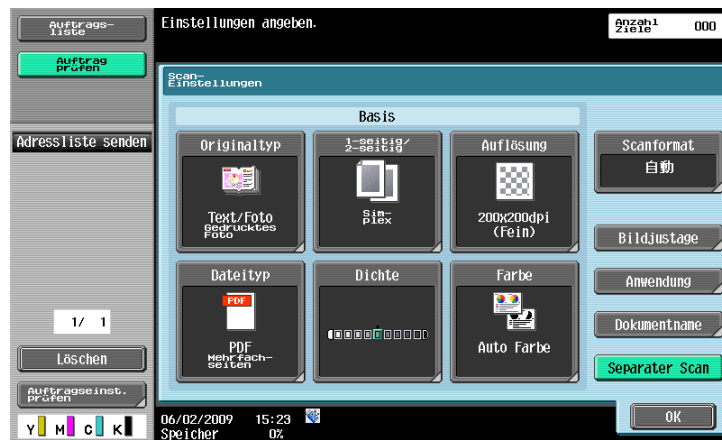 Auftrags-
liste
Auftrag
prüfen
Einstellungen angeben.
Anzahl
Ziele
000
Scan-
Einstellungen
Adressliste senden
Basis
Originaltyp
1-seitig/
2-seitig
Auflösung
Scanformat
自動
Text/Foto
Gedrucktes
Foto
Sim-
plex
200x200dpi
(Fein)
Bildjustage
Dateityp
Dichte
Farbe
Anwendung
PDF
PDF
Mehrfach-
seiten
Auto Farbe
Dokumentname
1/ 1
Löschen
Separater Scan
Auftragseinst.
prüfen
OK
Y M C K
06/02/2009 15:23
Speicher 0%